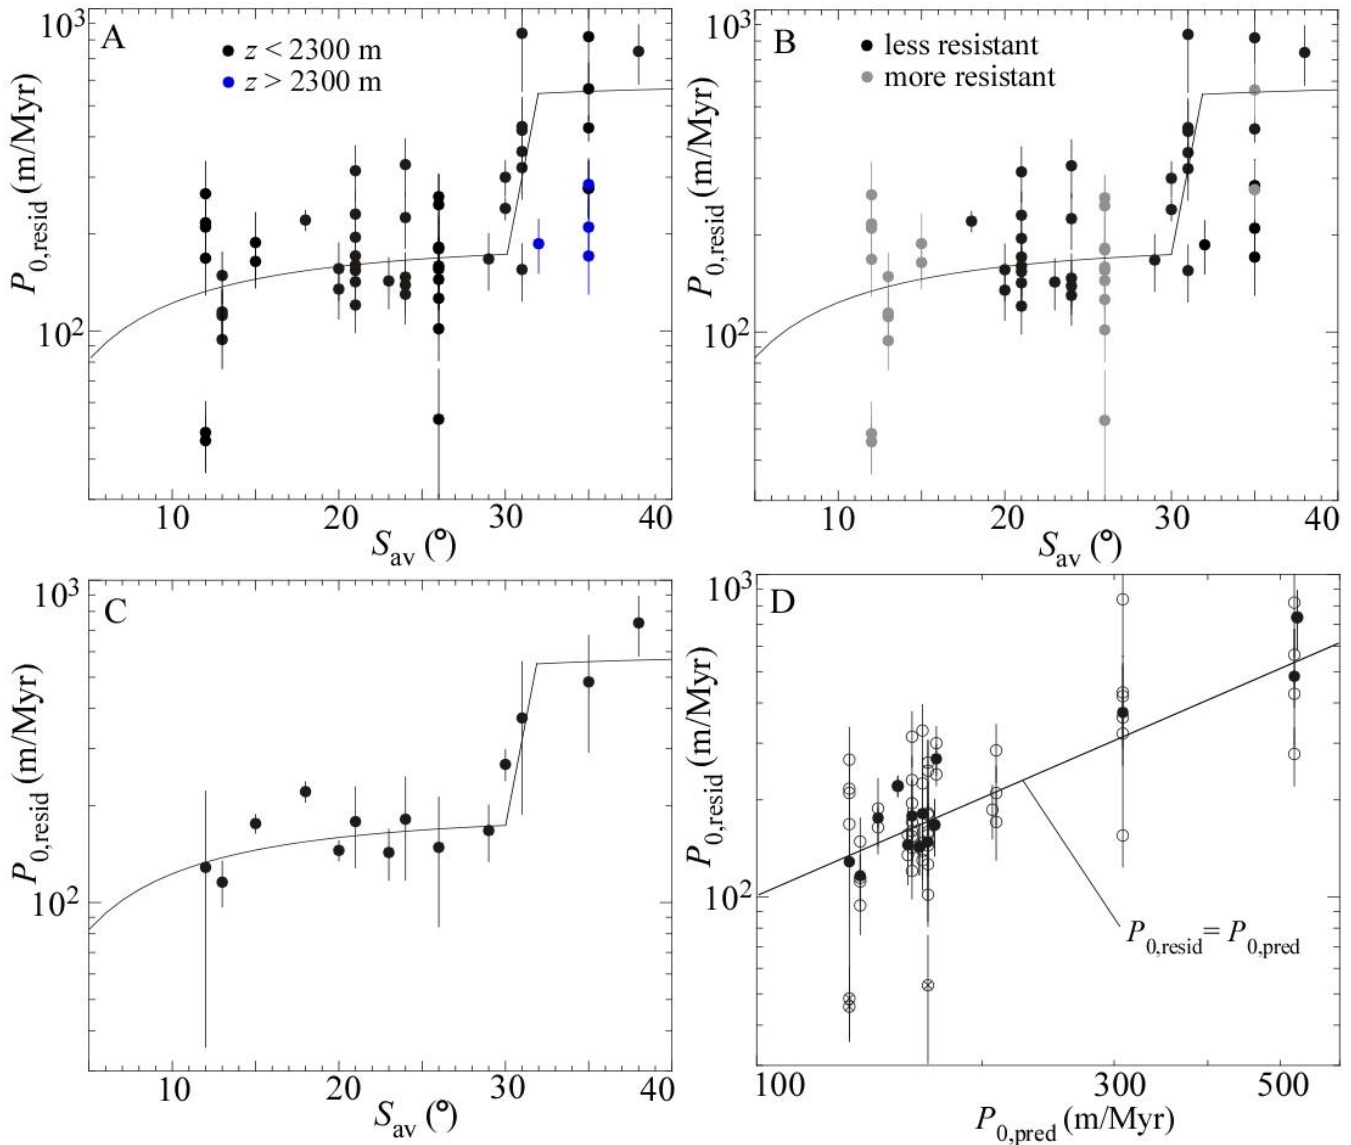 A
z < 2300 m
z > 2300 m
10³
10²
P₀,resid (m/Myr)
10 20 30 40
Sav (°)
B
less resistant
more resistant
10³
10²
P₀,resid (m/Myr)
10 20 30 40
Sav (°)
C
10³
10²
P₀,resid (m/Myr)
10 20 30 40
Sav (°)
D
10³
10²
P₀,resid (m/Myr)
P₀,resid = P₀,pred
100 300 500
P₀,pred (m/Myr)